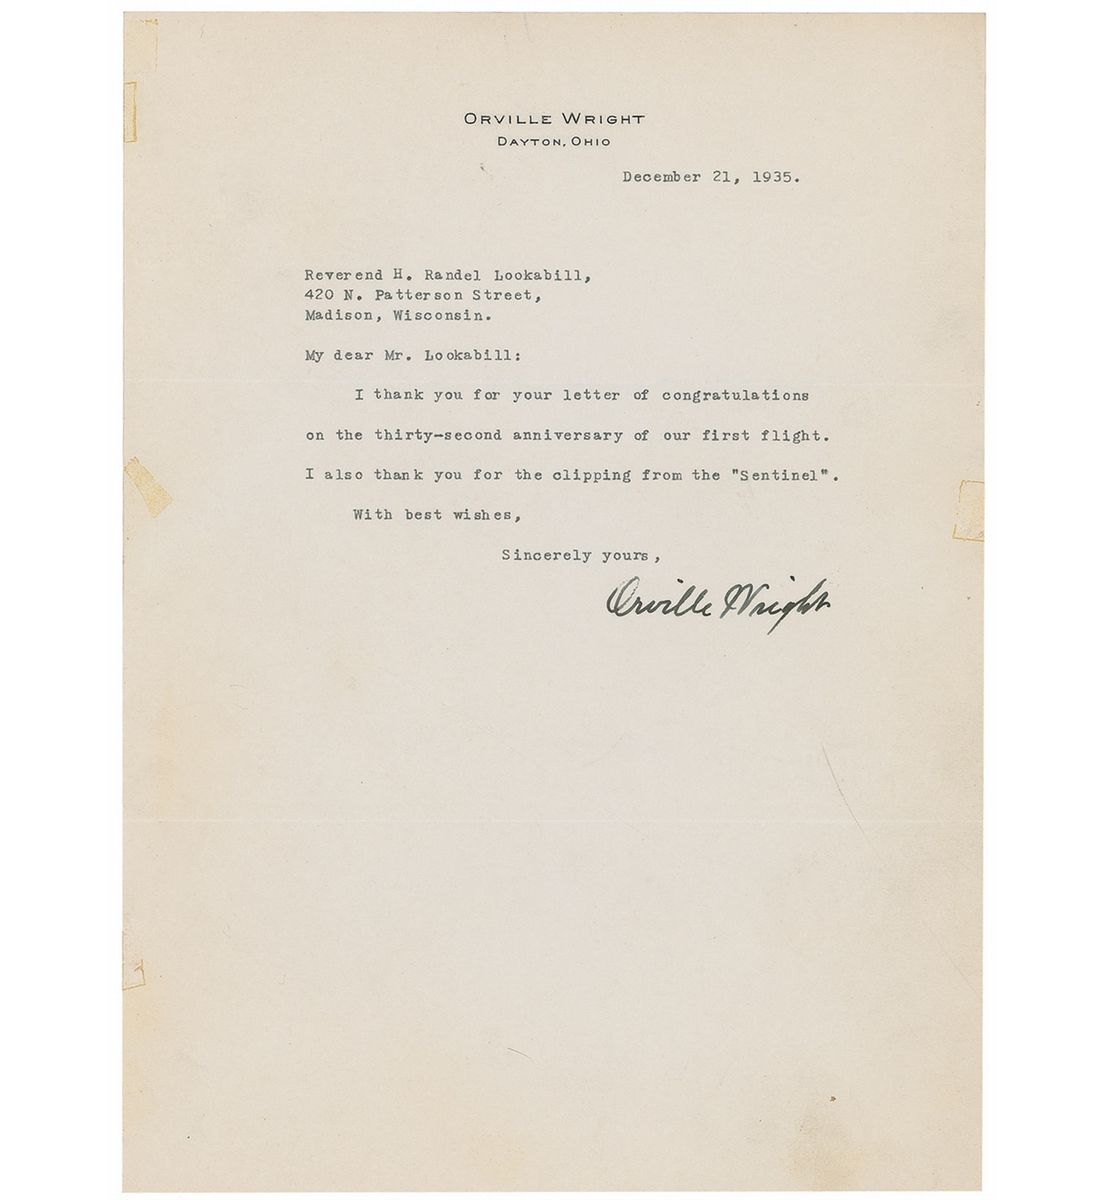 ORVILLE WRIGHT
DAYTON, OHIO
December 21, 1935.
Reverend H. Randel Lookabill,
420 N. Patterson Street,
Madison, Wisconsin.
My dear Mr. Lookabill:
I thank you for your letter of congratulations
on the thirty-second anniversary of our first flight.
I also thank you for the clipping from the "Sentinel".
With best wishes,
Sincerely yours,
Orville Wright